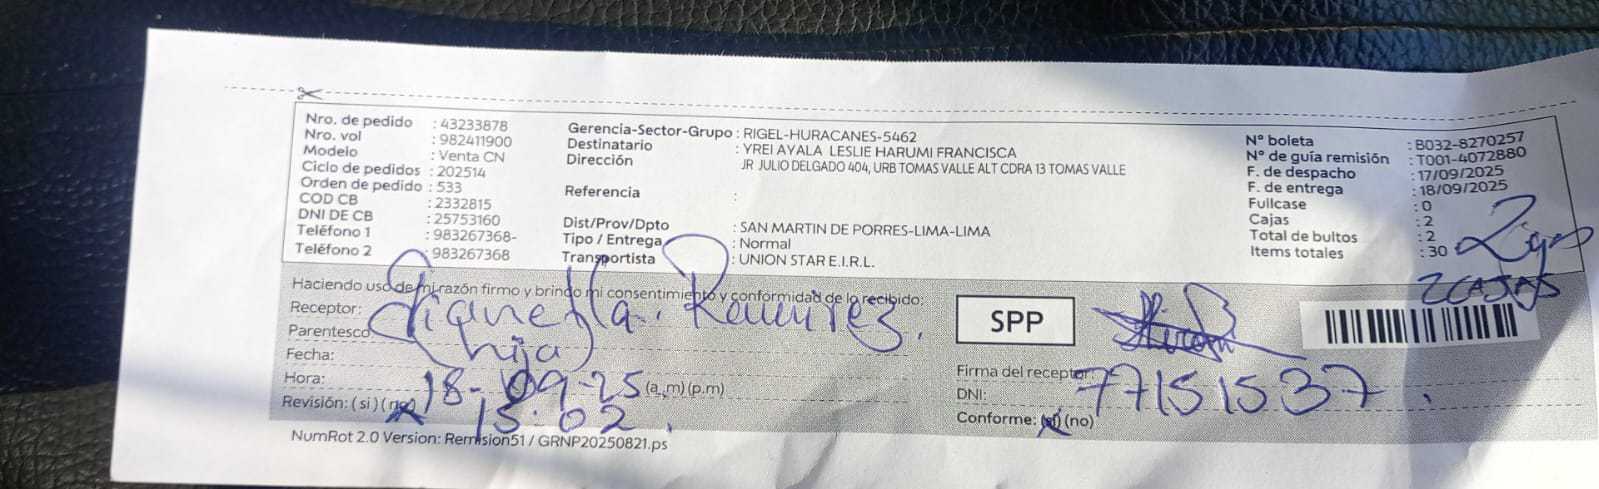 Nro. de pedido : 43233878
Nro. vol : 982411900
Modelo : Venta CN
Ciclo de pedidos : 202514
Orden de pedido : 533
COD CB : 2332815
DNI DE CB : 25753160
Teléfono 1 : 983267368-
Teléfono 2 : 983267368
Gerencia-Sector-Grupo : RIGEL-HURACANES-5462
Destinatario : YREI AYALA LESLIE HARUMI FRANCISCA
Dirección : JR JULIO DELGADO 404, URB TOMAS VALLE ALT CDRA 13 TOMAS VALLE
Referencia :
Dist/Prov/Dpto : SAN MARTIN DE PORRES-LIMA-LIMA
Tipo / Entrega : Normal
Transportista : UNION STAR E.I.R.L.
N° boleta : B032-8270257
N° de guía remisión : T001-4072880
F. de despacho : 17/09/2025
F. de entrega : 18/09/2025
Fullcase : 0
Cajas : 2
Total de bultos : 2
Items totales : 30
2 CAJAS
Haciendo uso de mi razón firmo y brindo mi consentimiento y conformidad de lo recibido:
Receptor: Ramirez.
Parentesco (hija)
Fecha: 18-09-25
Hora: 15:02. (a.m) (p.m)
Revisión: (si) (no)
SPP
Firma del receptor
DNI: 77151537.
Conforme: (si) (no)
NumRot 2.0 Version: Remision51 / GRNP20250821.ps